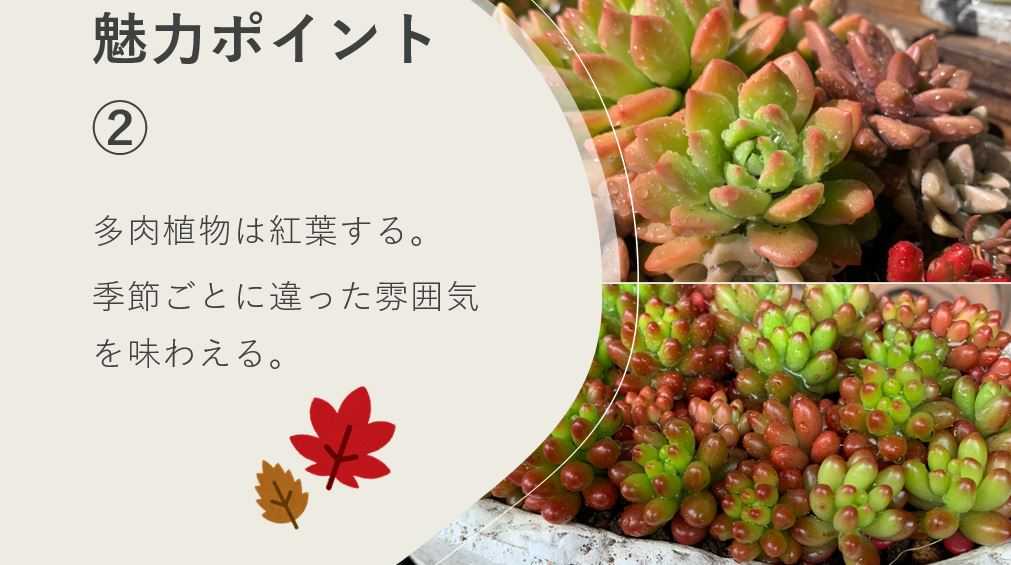 魅力ポイント
②
多肉植物は紅葉する。
季節ごとに違った雰囲気
を味わえる。